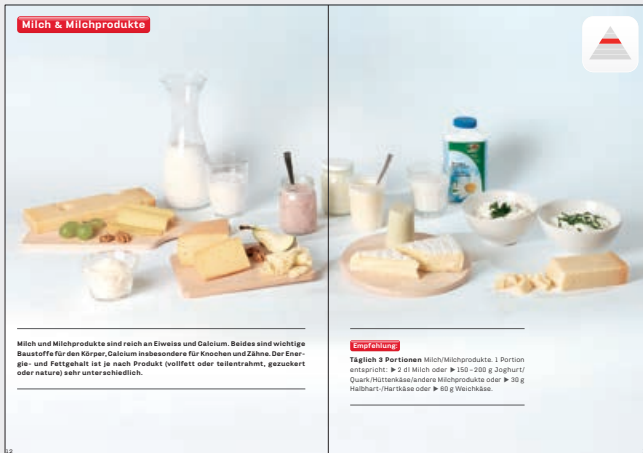 Milch & Milchprodukte
Milch und Milchprodukte sind reich an Eiweiss und Calcium. Beides sind wichtige
Baustoffe für den Körper, Calcium insbesondere für Knochen und Zähne. Der Ener-
gie- und Fettgehalt ist je nach Produkt (vollfett oder teilentrahmt, gezuckert
oder nature) sehr unterschiedlich.
Empfehlung:
Täglich 3 Portionen Milch/Milchprodukte. 1 Portion
entspricht: ▶ 2 dl Milch oder ▶ 150–200 g Joghurt/
Quark/Hüttenkäse/andere Milchprodukte oder ▶ 30 g
Halbhart-/Hartkäse oder ▶ 60 g Weichkäse.
12